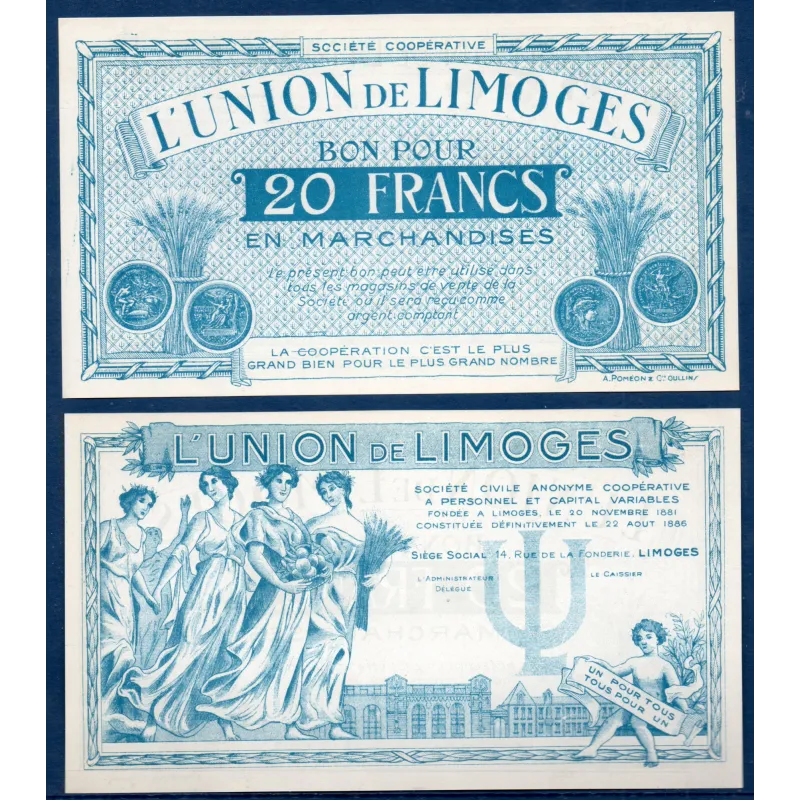 SOCIÉTÉ COOPÉRATIVE
L'UNION DE LIMOGES
BON POUR
20 FRANCS
EN MARCHANDISES
Le présent bon peut être utilisé dans
tous les magasins de vente de la
Société où il sera reçu comme
argent comptant
LA COOPÉRATION C'EST LE PLUS
GRAND BIEN POUR LE PLUS GRAND NOMBRE
A. POMÉON & Cie OULLINS
L'UNION DE LIMOGES
SOCIÉTÉ CIVILE ANONYME COOPÉRATIVE
A PERSONNEL ET CAPITAL VARIABLES
FONDÉE A LIMOGES, LE 20 NOVEMBRE 1881
CONSTITUÉE DÉFINITIVEMENT LE 22 AOUT 1886
SIÈGE SOCIAL 14, RUE DE LA FONDERIE, LIMOGES
L'ADMINISTRATEUR LE CAISSIER
DÉLÉGUÉ
UN POUR TOUS
TOUS POUR UN